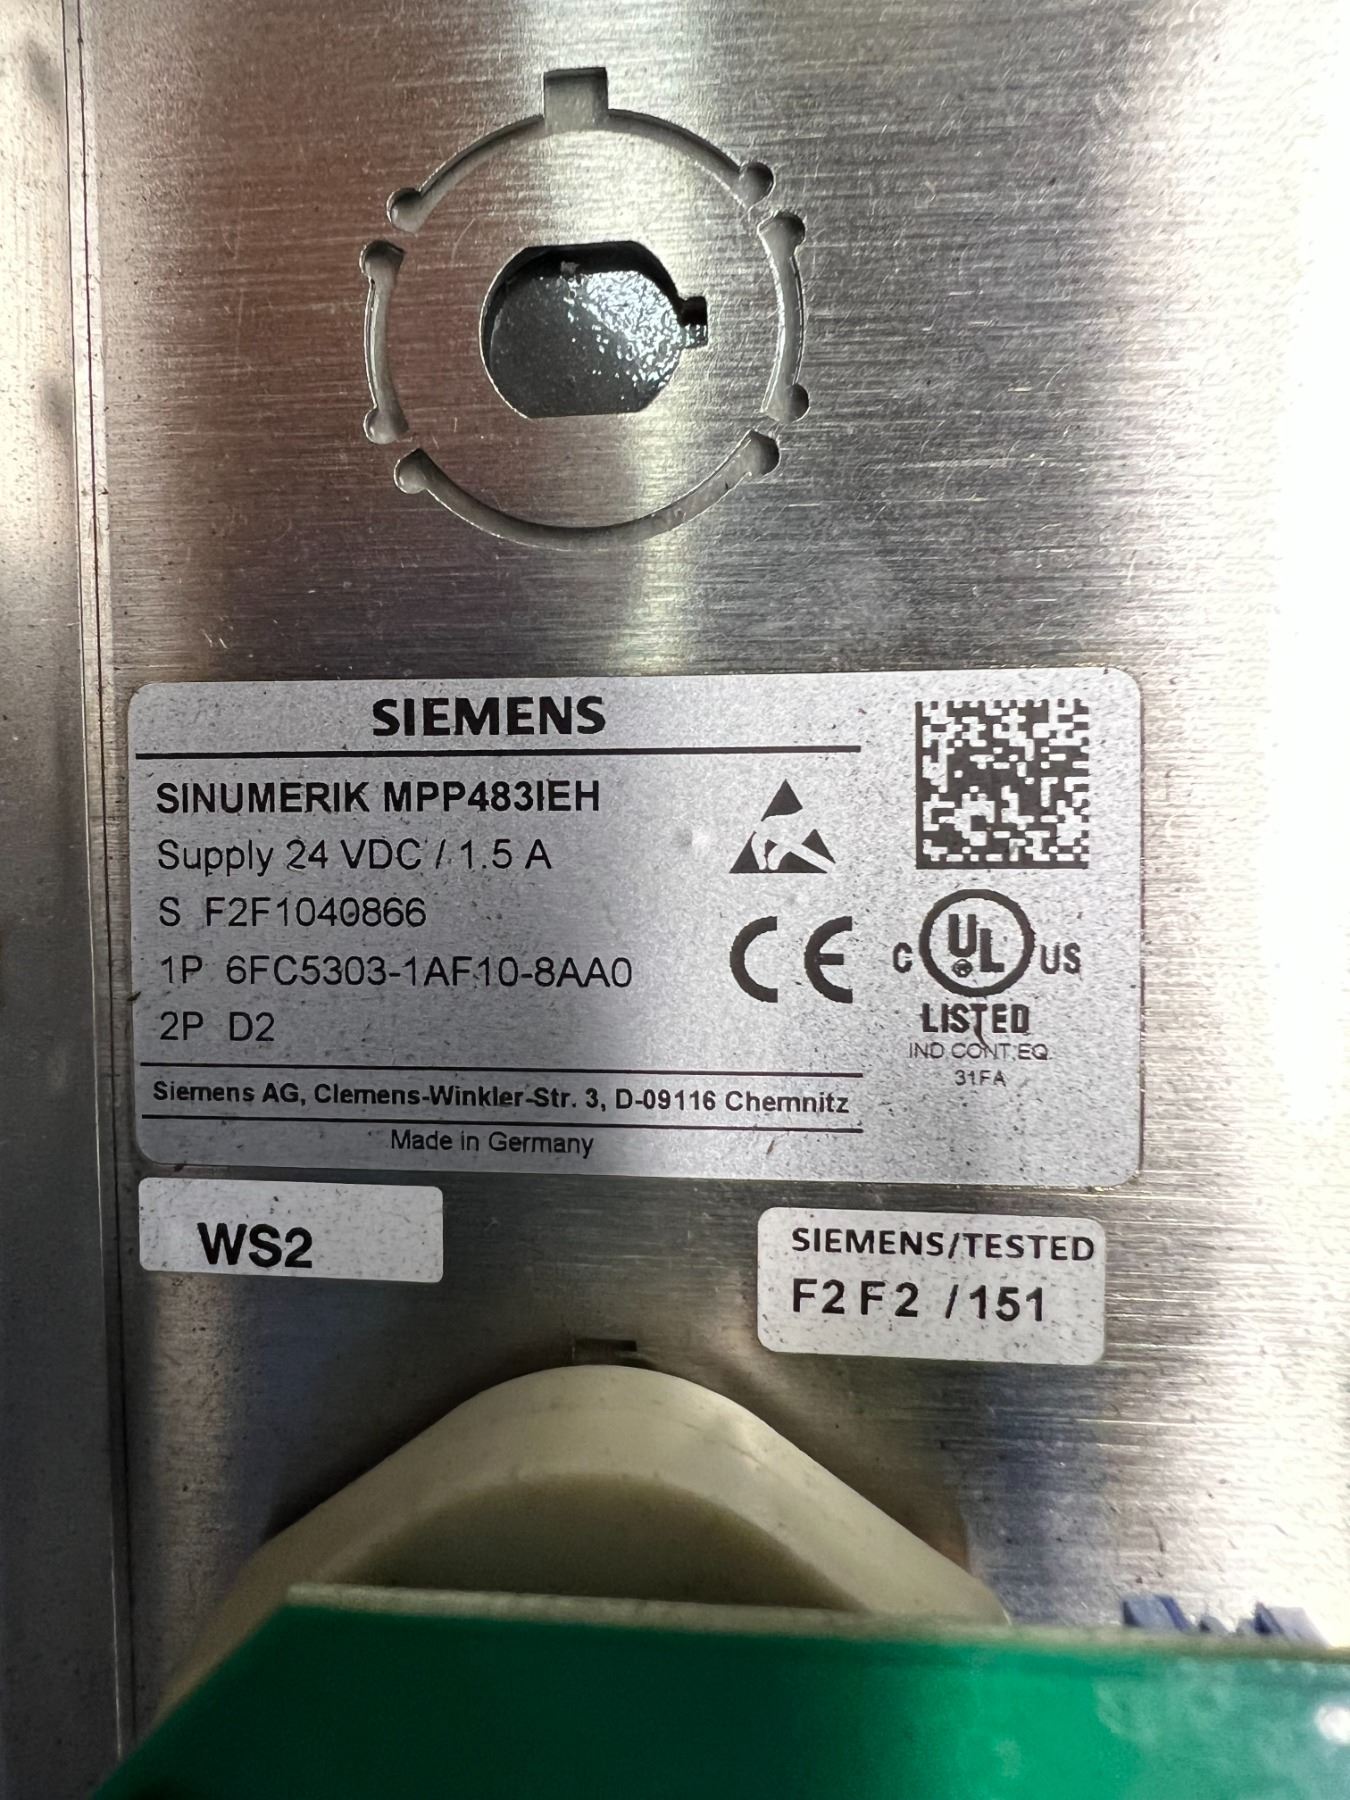 SIEMENS
SINUMERIK MPP483IEH
Supply 24 VDC / 1.5 A
S F2F1040866
1P 6FC5303-1AF10-8AA0
2P D2
CE
C UL US
LISTED
IND CONT EQ.
31FA
Siemens AG, Clemens-Winkler-Str. 3, D-09116 Chemnitz
Made in Germany
WS2
SIEMENS/TESTED
F2F2 /151